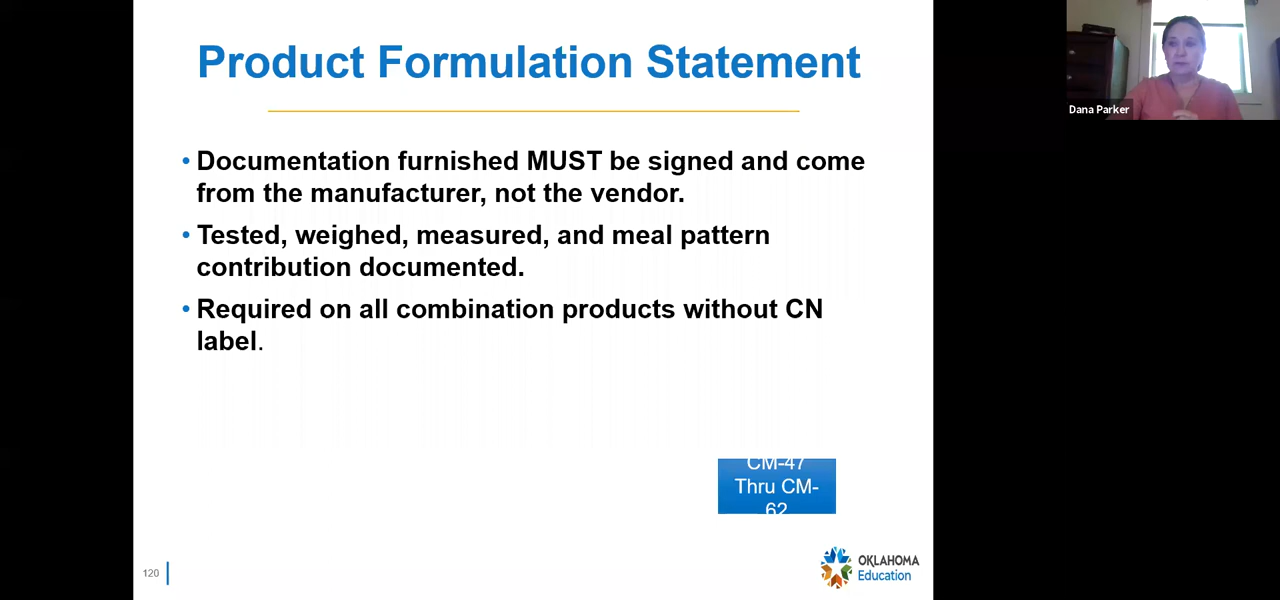 Product Formulation Statement
• Documentation furnished MUST be signed and come
from the manufacturer, not the vendor.
• Tested, weighed, measured, and meal pattern
contribution documented.
• Required on all combination products without CN
label.
CM-47
Thru CM-
62
120
OKLAHOMA
Education
Dana Parker